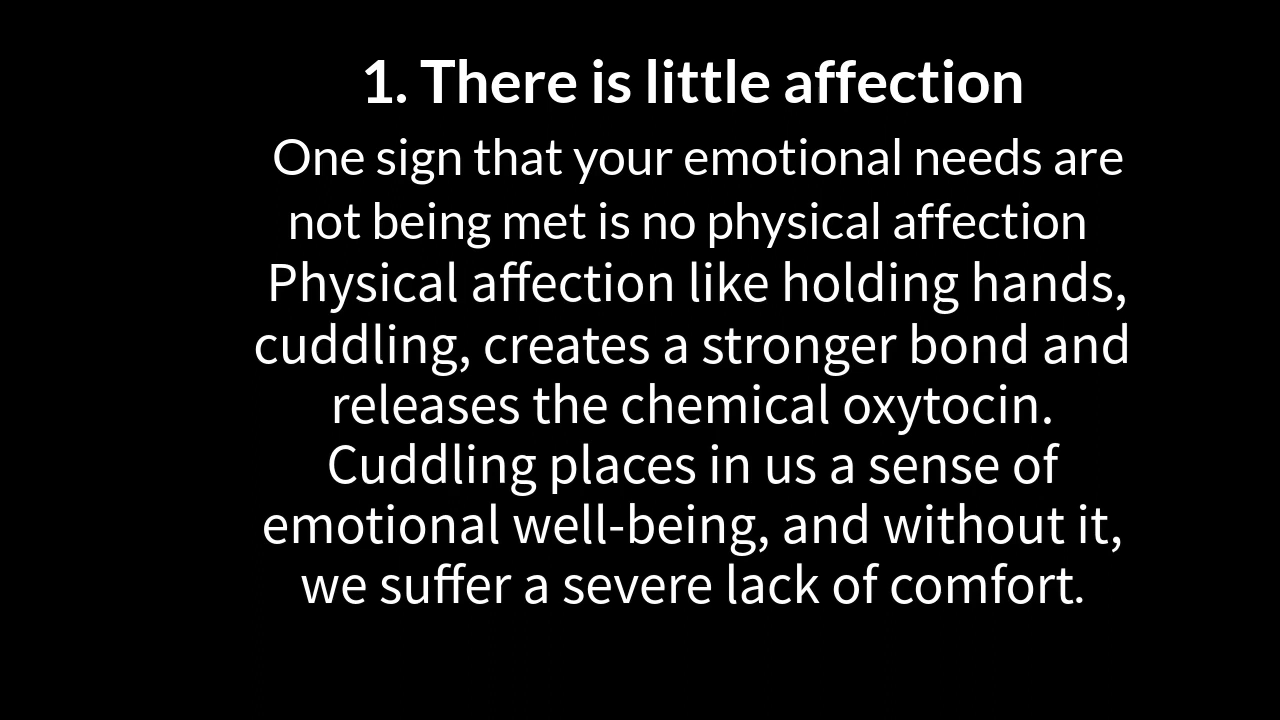 1. There is little affection
One sign that your emotional needs are
not being met is no physical affection
Physical affection like holding hands,
cuddling, creates a stronger bond and
releases the chemical oxytocin.
Cuddling places in us a sense of
emotional well-being, and without it,
we suffer a severe lack of comfort.